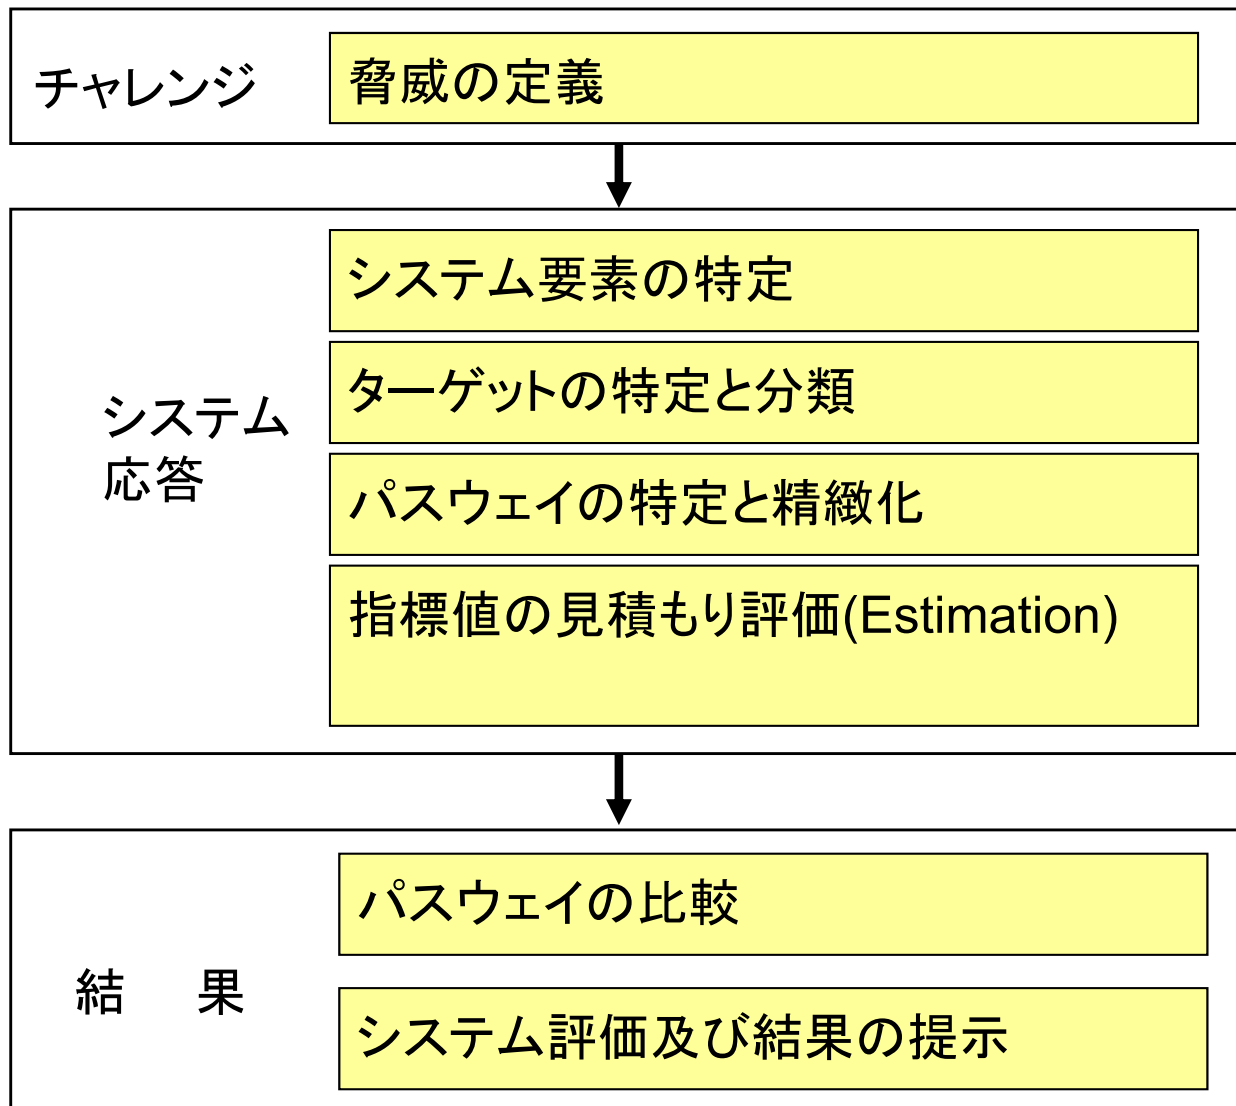 チャレンジ
脅威の定義
システム
応答
システム要素の特定
ターゲットの特定と分類
パスウェイの特定と精緻化
指標値の見積もり評価(Estimation)
結　果
パスウェイの比較
システム評価及び結果の提示